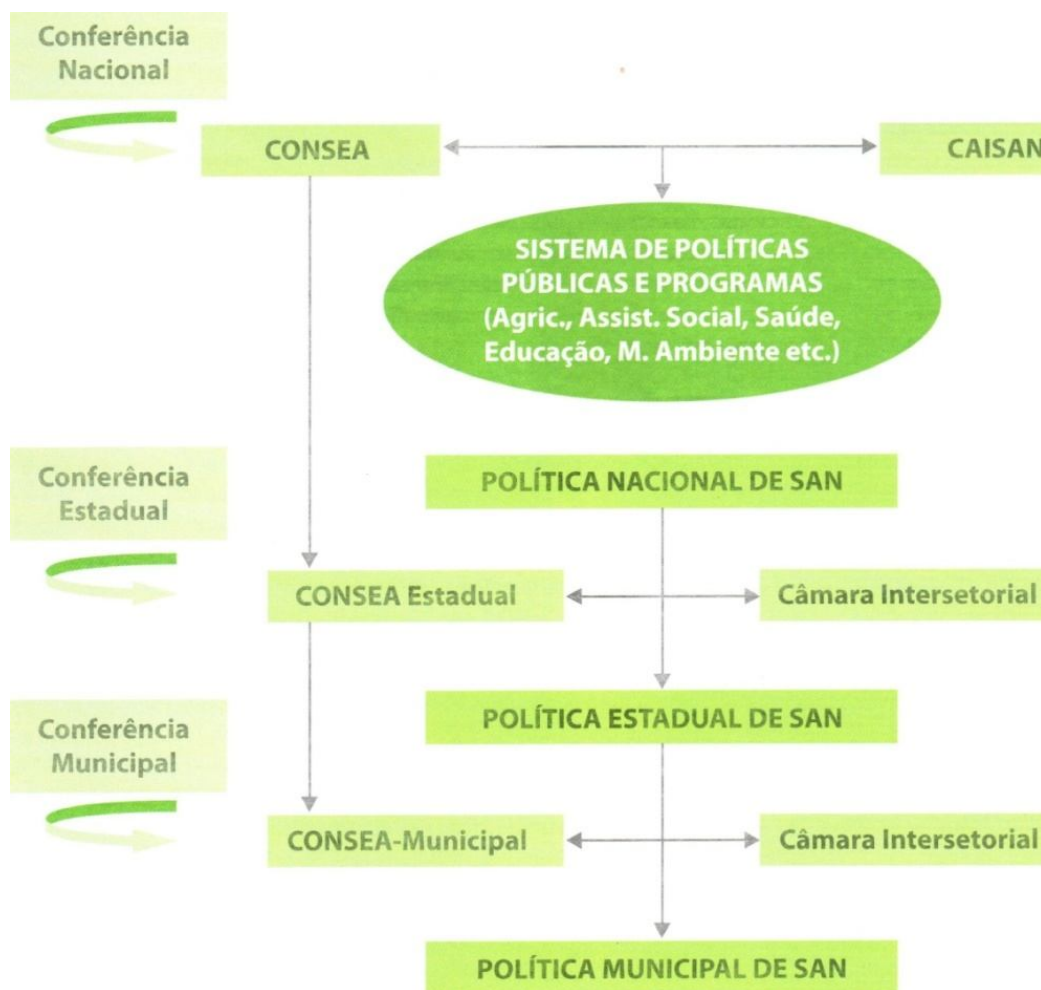 Conferência
Nacional
CONSEA
CAISAN
SISTEMA DE POLÍTICAS
PÚBLICAS E PROGRAMAS
(Agric., Assist. Social, Saúde,
Educação, M. Ambiente etc.)
Conferência
Estadual
POLÍTICA NACIONAL DE SAN
CONSEA Estadual
Câmara Intersetorial
Conferência
Municipal
POLÍTICA ESTADUAL DE SAN
CONSEA-Municipal
Câmara Intersetorial
POLÍTICA MUNICIPAL DE SAN